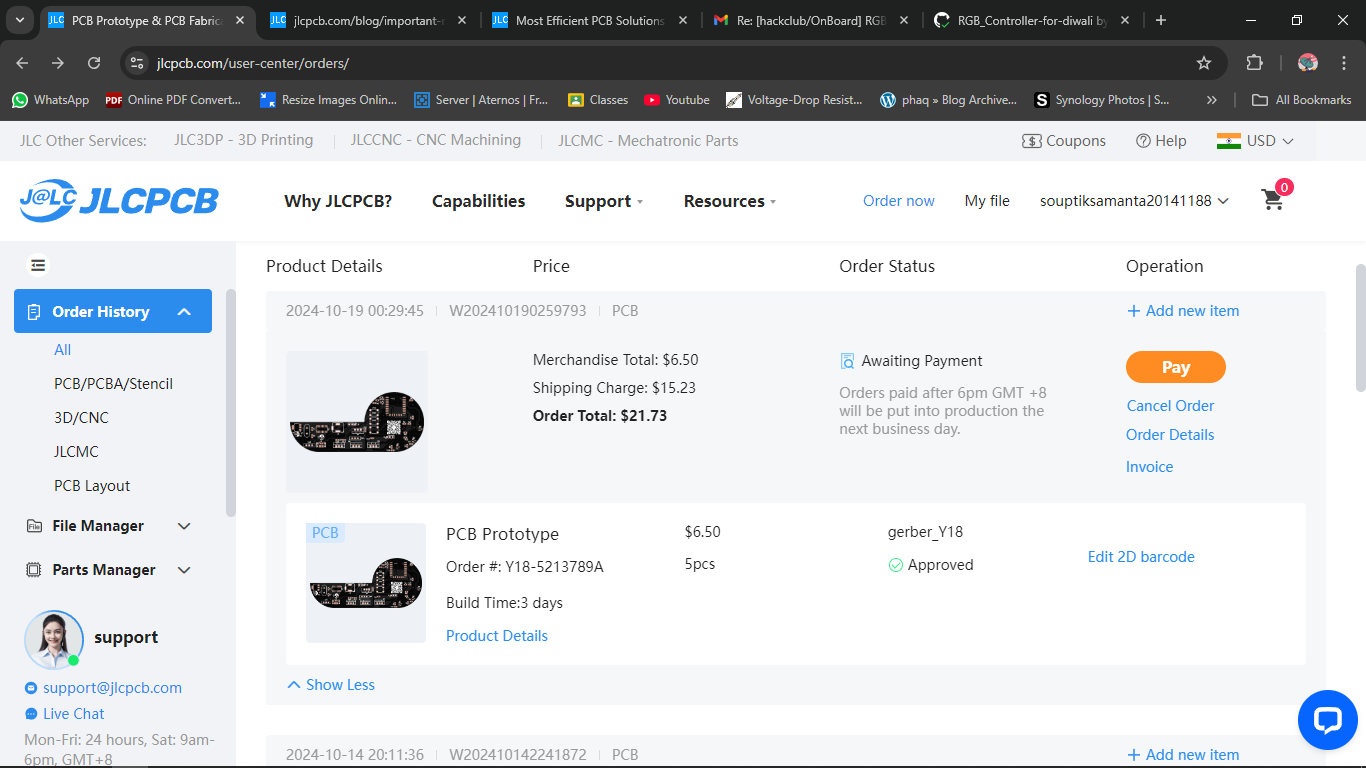 PCB Prototype & PCB Fabric
jlcpcb.com/blog/important-r
Most Efficient PCB Solutions
Re: [hackclub/OnBoard] RGB
RGB_Controller-for-diwali by
jlcpcb.com/user-center/orders/
WhatsApp
PDF Online PDF Convert...
Resize Images Onlin...
Server | Aternos | Fr...
Classes
Youtube
Voltage-Drop Resist...
phaq » Blog Archive...
S Synology Photos | S...
»
All Bookmarks
JLC Other Services: JLC3DP - 3D Printing JLCCNC - CNC Machining JLCMC - Mechatronic Parts Coupons Help USD
J@LC JLCPCB Why JLCPCB? Capabilities Support Resources Order now My file souptiksamanta20141188 0
Order History
All
PCB/PCBA/Stencil
3D/CNC
JLCMC
PCB Layout
File Manager
Parts Manager
support
support@jlcpcb.com
Live Chat
Mon-Fri: 24 hours, Sat: 9am-
6pm, GMT+8
Product Details Price Order Status Operation
2024-10-19 00:29:45 W202410190259793 PCB + Add new item
Merchandise Total: $6.50
Shipping Charge: $15.23
Order Total: $21.73
Awaiting Payment
Orders paid after 6pm GMT +8
will be put into production the
next business day.
Pay
Cancel Order
Order Details
Invoice
PCB
PCB Prototype
Order #: Y18-5213789A
Build Time:3 days
Product Details
$6.50
5pcs
gerber_Y18
Approved
Edit 2D barcode
Show Less
2024-10-14 20:11:36 W202410142241872 PCB + Add new item